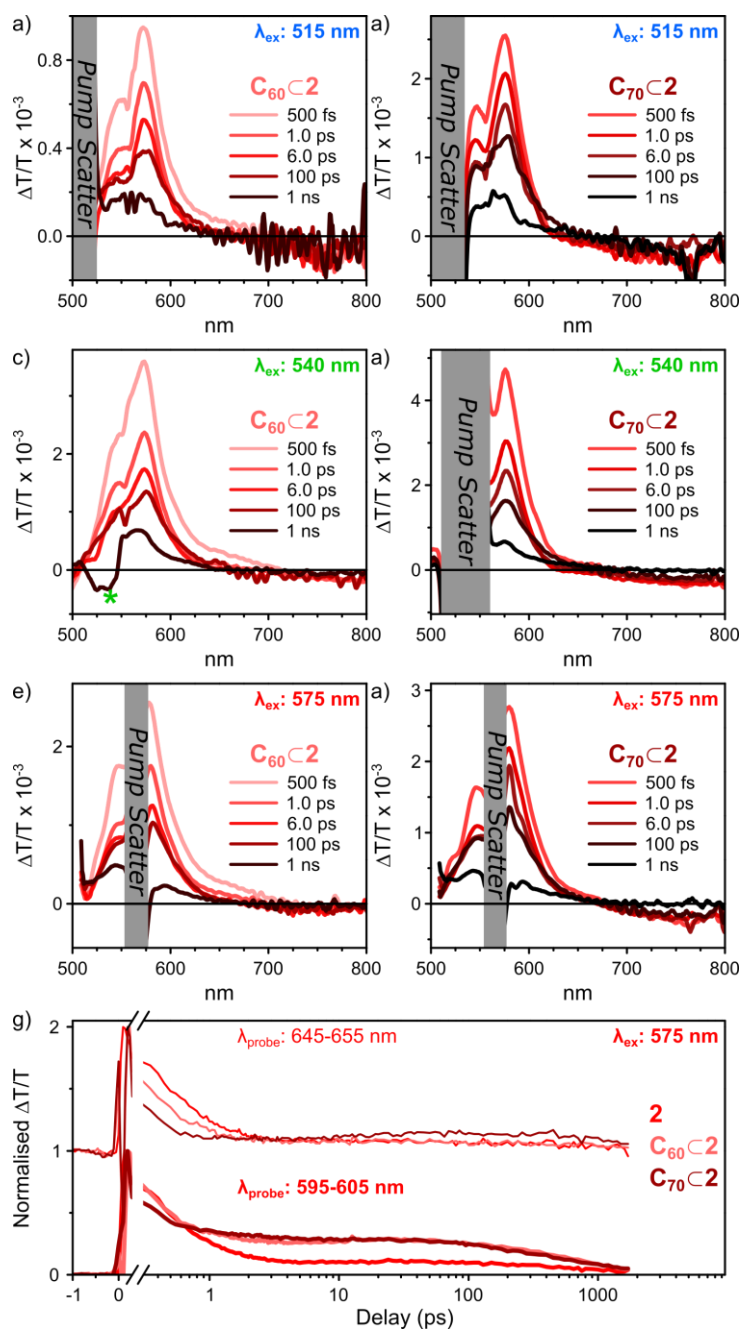 a)
λex: 515 nm
C60⊂2
500 fs
1.0 ps
6.0 ps
100 ps
1 ns
Pump Scatter
ΔT/T x 10-3
0.8
0.4
0.0
500 600 700 800
nm
a)
λex: 515 nm
C70⊂2
500 fs
1.0 ps
6.0 ps
100 ps
1 ns
Pump Scatter
ΔT/T x 10-3
2
1
0
500 600 700 800
nm
c)
λex: 540 nm
C60⊂2
500 fs
1.0 ps
6.0 ps
100 ps
1 ns
ΔT/T x 10-3
2
0
*
500 600 700 800
nm
a)
λex: 540 nm
C70⊂2
500 fs
1.0 ps
6.0 ps
100 ps
1 ns
Pump Scatter
ΔT/T x 10-3
4
2
1
0
500 600 700 800
nm
e)
λex: 575 nm
C60⊂2
500 fs
1.0 ps
6.0 ps
100 ps
1 ns
Pump Scatter
ΔT/T x 10-3
2
0
500 600 700 800
nm
a)
λex: 575 nm
C70⊂2
500 fs
1.0 ps
6.0 ps
100 ps
1 ns
Pump Scatter
ΔT/T x 10-3
3
2
1
0
500 600 700 800
nm
g)
λprobe: 645-655 nm
λex: 575 nm
2
C60⊂2
C70⊂2
λprobe: 595-605 nm
Normalised ΔT/T
2
1
0
-1 0 1 10 100 1000
Delay (ps)